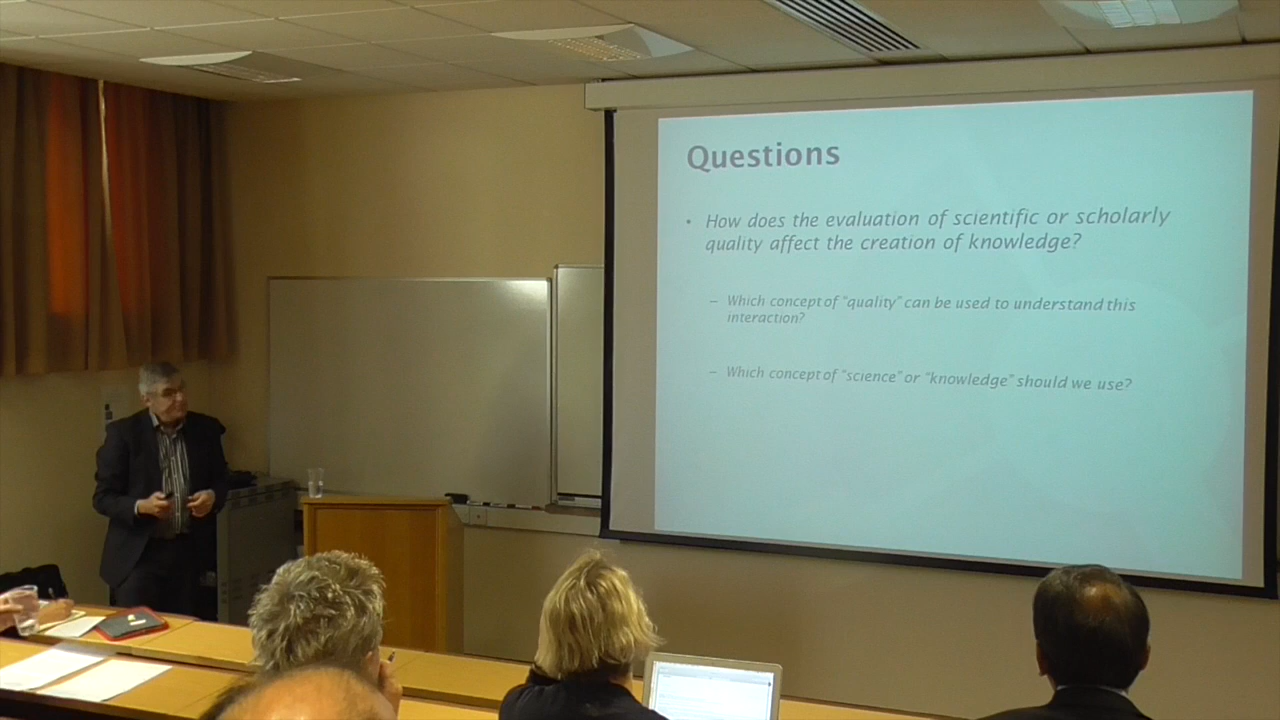 Questions
• How does the evaluation of scientific or scholarly
quality affect the creation of knowledge?
– Which concept of "quality" can be used to understand this
interaction?
– Which concept of "science" or "knowledge" should we use?